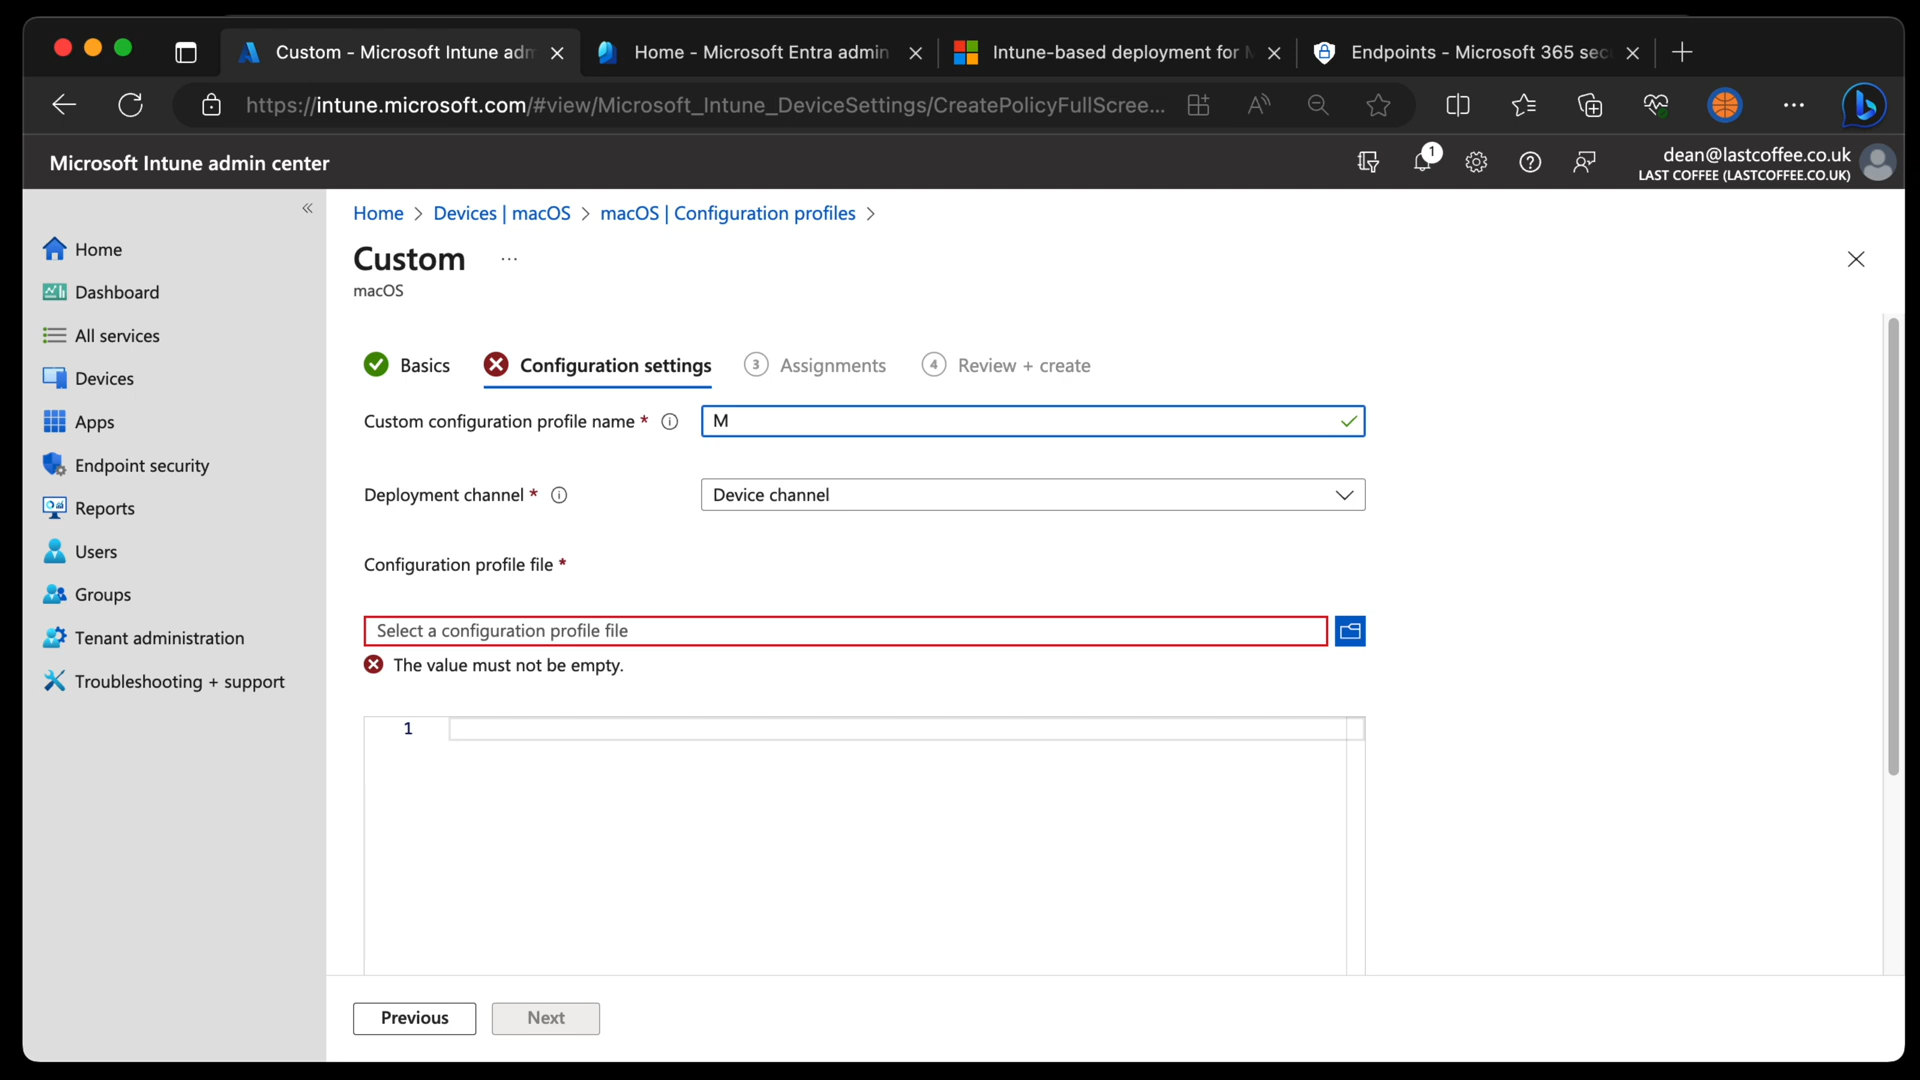 Custom - Microsoft Intune adm
Home - Microsoft Entra admin
Intune-based deployment for M
Endpoints - Microsoft 365 sec
https://intune.microsoft.com/#view/Microsoft_Intune_DeviceSettings/CreatePolicyFullScree...
Microsoft Intune admin center
1
dean@lastcoffee.co.uk
LAST COFFEE (LASTCOFFEE.CO.UK)
Home > Devices | macOS > macOS | Configuration profiles >
Custom ...
macOS
Home
Dashboard
All services
Devices
Apps
Endpoint security
Reports
Users
Groups
Tenant administration
Troubleshooting + support
Basics
Configuration settings
3 Assignments
4 Review + create
Custom configuration profile name *
M
Deployment channel *
Device channel
Configuration profile file *
Select a configuration profile file
The value must not be empty.
1
Previous
Next